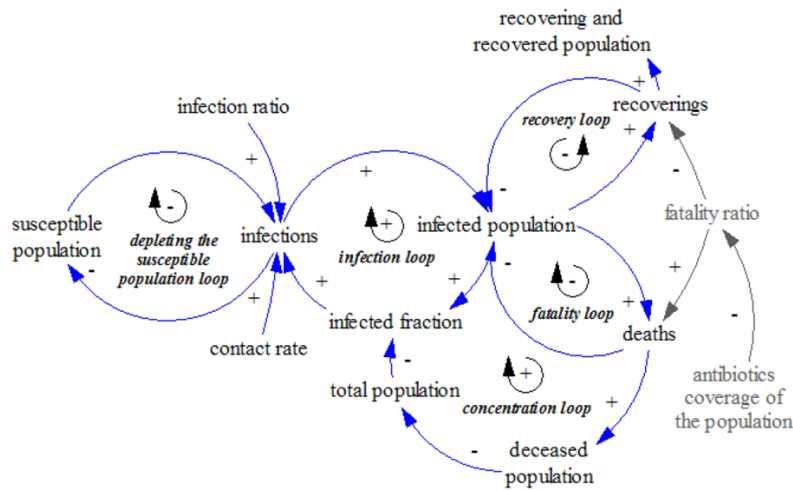 recovering and
recovered population
+
recoverings
infection ratio
recovery loop
+
-
+
+
-
-
-
susceptible
population
depleting the
susceptible
population loop
infections
+
infection loop
infected population
fatality ratio
-
+
+
+
-
-
+
+
fatality loop
deaths
contact rate
infected fraction
-
-
total population
+
concentration loop
+
antibiotics
coverage of
the population
-
deceased
population